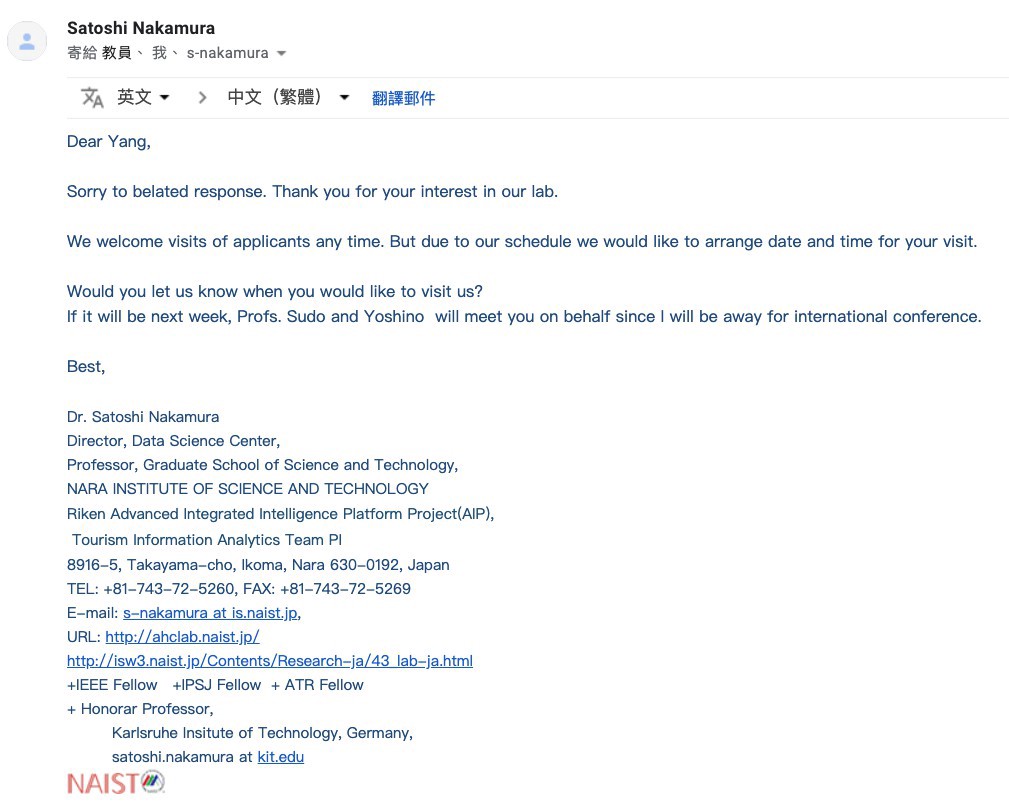 Satoshi Nakamura
寄給 教員、 我、 s-nakamura
英文 中文（繁體） 翻譯郵件
Dear Yang,
Sorry to belated response. Thank you for your interest in our lab.
We welcome visits of applicants any time. But due to our schedule we would like to arrange date and time for your visit.
Would you let us know when you would like to visit us?
If it will be next week, Profs. Sudo and Yoshino  will meet you on behalf since I will be away for international conference.
Best,
Dr. Satoshi Nakamura
Director, Data Science Center,
Professor, Graduate School of Science and Technology,
NARA INSTITUTE OF SCIENCE AND TECHNOLOGY
Riken Advanced Integrated Intelligence Platform Project(AIP),
Tourism Information Analytics Team PI
8916-5, Takayama-cho, Ikoma, Nara 630-0192, Japan
TEL: +81-743-72-5260, FAX: +81-743-72-5269
E-mail: s-nakamura at is.naist.jp,
URL: http://ahclab.naist.jp/
http://isw3.naist.jp/Contents/Research-ja/43_lab-ja.html
+IEEE Fellow   +IPSJ Fellow  + ATR Fellow
+ Honorar Professor,
Karlsruhe Insitute of Technology, Germany,
satoshi.nakamura at kit.edu
NAIST